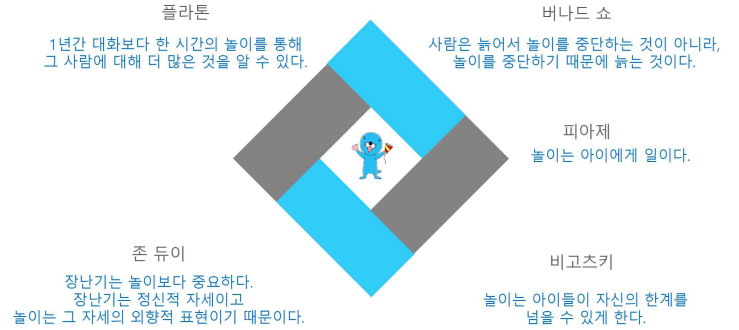 플라톤
1년간 대화보다 한 시간의 놀이를 통해
그 사람에 대해 더 많은 것을 알 수 있다.
버나드 쇼
사람은 늙어서 놀이를 중단하는 것이 아니라,
놀이를 중단하기 때문에 늙는 것이다.
피아제
놀이는 아이에게 일이다.
존 듀이
장난기는 놀이보다 중요하다.
장난기는 정신적 자세이고
놀이는 그 자세의 외향적 표현이기 때문이다.
비고츠키
놀이는 아이들이 자신의 한계를
넘을 수 있게 한다.